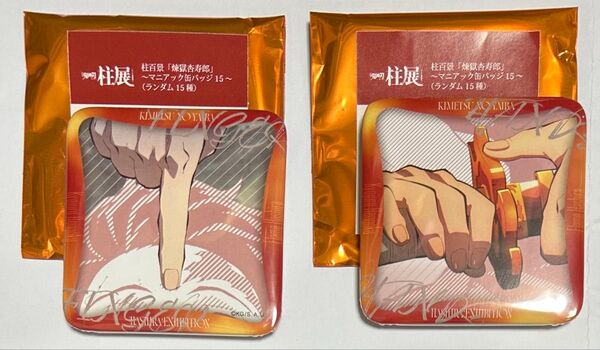 柱展
柱百景「煉獄杏寿郎」
～マニアック缶バッジ15～
（ランダム15種）
KIMETSU NO YAIBA
FINGER
HASHIRA EXHIBITION
©KG/S,A,U
柱展
柱百景「煉獄杏寿郎」
～マニアック缶バッジ15～
（ランダム15種）
KIMETSU NO YAIBA
HAND
HASHIRA EXHIBITION